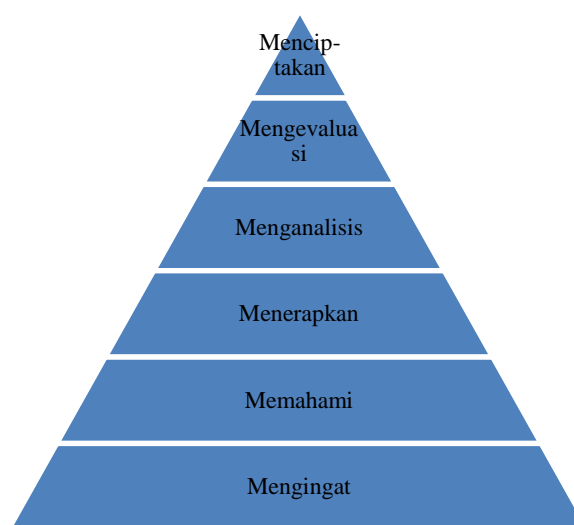 Mencip-
takan
Mengevalua
si
Menganalisis
Menerapkan
Memahami
Mengingat